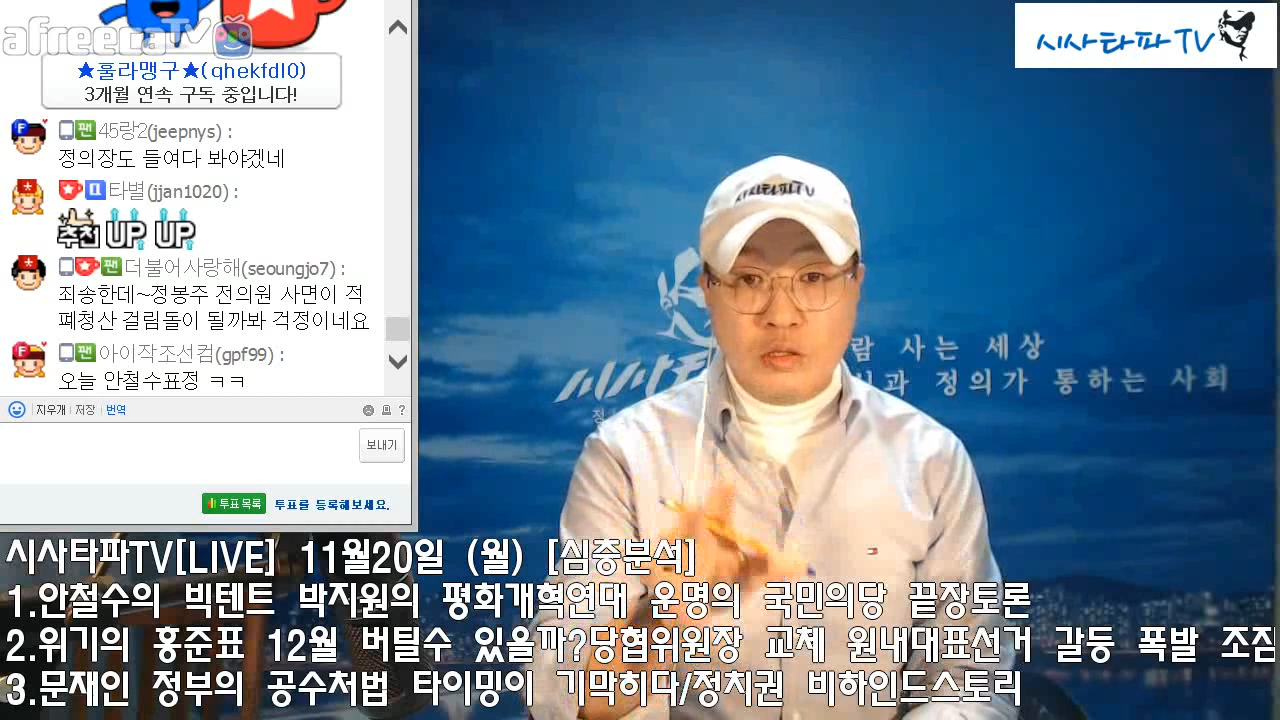 afreecaTV
시사타파TV
★훌라맹구★(qhekfdl0)
3개월 연속 구독 중입니다!
팬 45랑2(jeepnys) :
정의장도 들여다 봐야겠네
타별(jjan1020) :
추천 UP UP
팬 더불어사랑해(seoungjo7) :
죄송한데~정봉주 전의원 사면이 적
폐청산 걸림돌이 될까봐 걱정이네요
팬 아이작조선컴(gpf99) :
오늘 안철수표정 ㅋㅋ
지우개 저장 번역 ?
보내기
투표목록 투표를 등록해보세요.
시사타파TV
람 사는 세상
과 정의가 통하는 사회
시사타파TV[LIVE] 11월20일 (월) [심층분석]
1.안철수의 빅텐트 박지원의 평화개혁연대 운명의 국민의당 끝장토론
2.위기의 홍준표 12월 버틸수 있을까?당협위원장 교체 원내대표선거 갈등 폭발 조짐
3.문재인 정부의 공수처법 타이밍이 기막히다/정치권 비하인드스토리